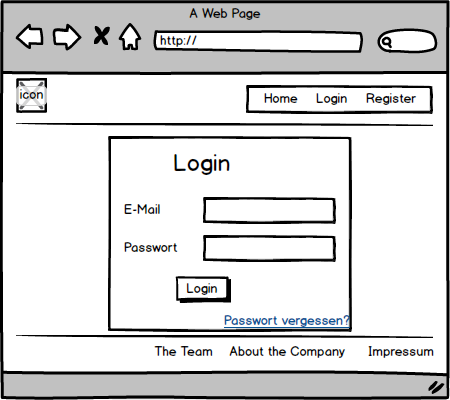 A Web Page
http://
icon
Home Login Register
Login
E-Mail
Passwort
Login
Passwort vergessen?
The Team About the Company Impressum